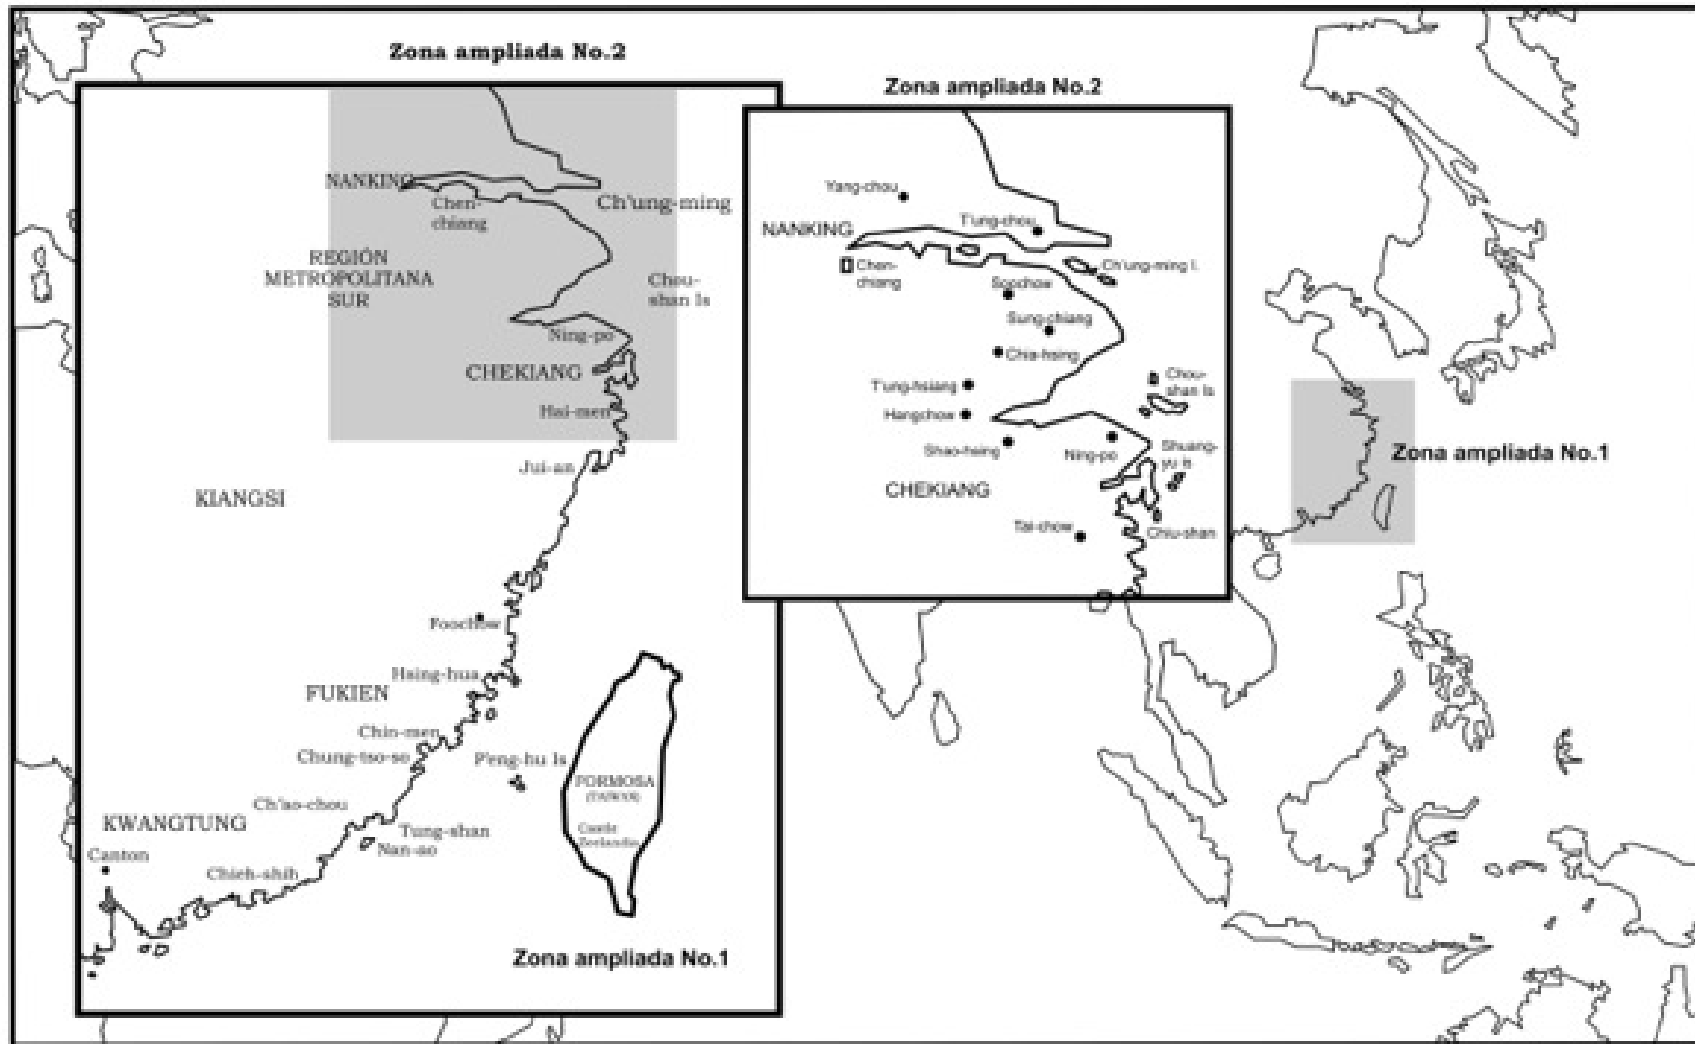 Zona ampliada No.2
NANKING
Chen-
chiang
Ch'ung-ming
REGIÓN
METROPOLITANA
SUR
Chou-
shan Is
Ning-po
CHEKIANG
Hai-men
Jui-an
KIANGSI
Foochow
Hsing-hua
FUKIEN
Chin-men
Chung-tso-so
P'eng-hu Is
FORMOSA
(TAIWAN)
Castle
Zeelandia
Ch'ao-chou
KWANGTUNG
Tung-shan
Nan-ao
Canton
Chieh-shih
Zona ampliada No.1
Zona ampliada No.2
Yang-chou
T'ung-chou
NANKING
Chen-
chiang
Ch'ung-ming I.
Soochow
Sung-chiang
Chia-hsing
T'ung-hsiang
Chou-
shan Is
Hangchow
Shao-hsing
Ning-po
Shuang-
yu is
CHEKIANG
Tai-chow
Chiu-shan
Zona ampliada No.1